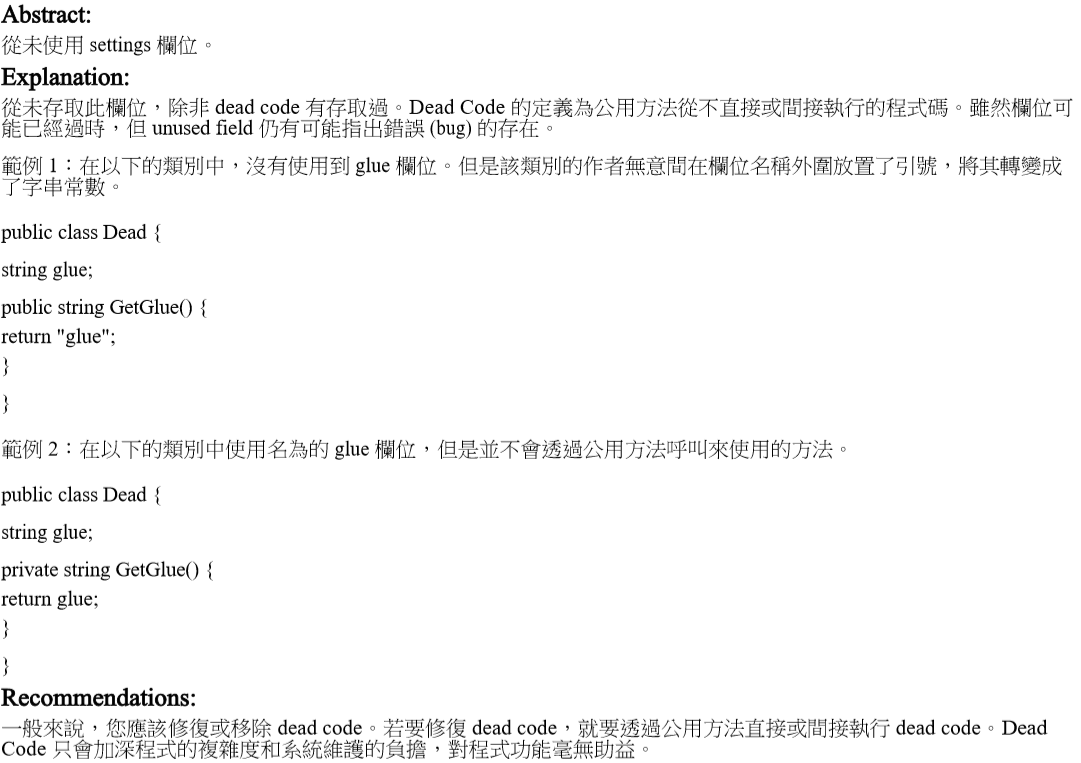 Abstract:
從未使用 settings 欄位。
Explanation:
從未存取此欄位，除非 dead code 有存取過。Dead Code 的定義為公用方法從不直接或間接執行的程式碼。雖然欄位可
能已經過時，但 unused field 仍有可能指出錯誤 (bug) 的存在。
範例 1：在以下的類別中，沒有使用到 glue 欄位。但是該類別的作者無意間在欄位名稱外圍放置了引號，將其轉變成
了字串常數。
public class Dead {
string glue;
public string GetGlue() {
return "glue";
}
}
範例 2：在以下的類別中使用名為的 glue 欄位，但是並不會透過公用方法呼叫來使用的方法。
public class Dead {
string glue;
private string GetGlue() {
return glue;
}
}
Recommendations:
一般來說，您應該修復或移除 dead code。若要修復 dead code，就要透過公用方法直接或間接執行 dead code。Dead
Code 只會加深程式的複雜度和系統維護的負擔，對程式功能毫無助益。